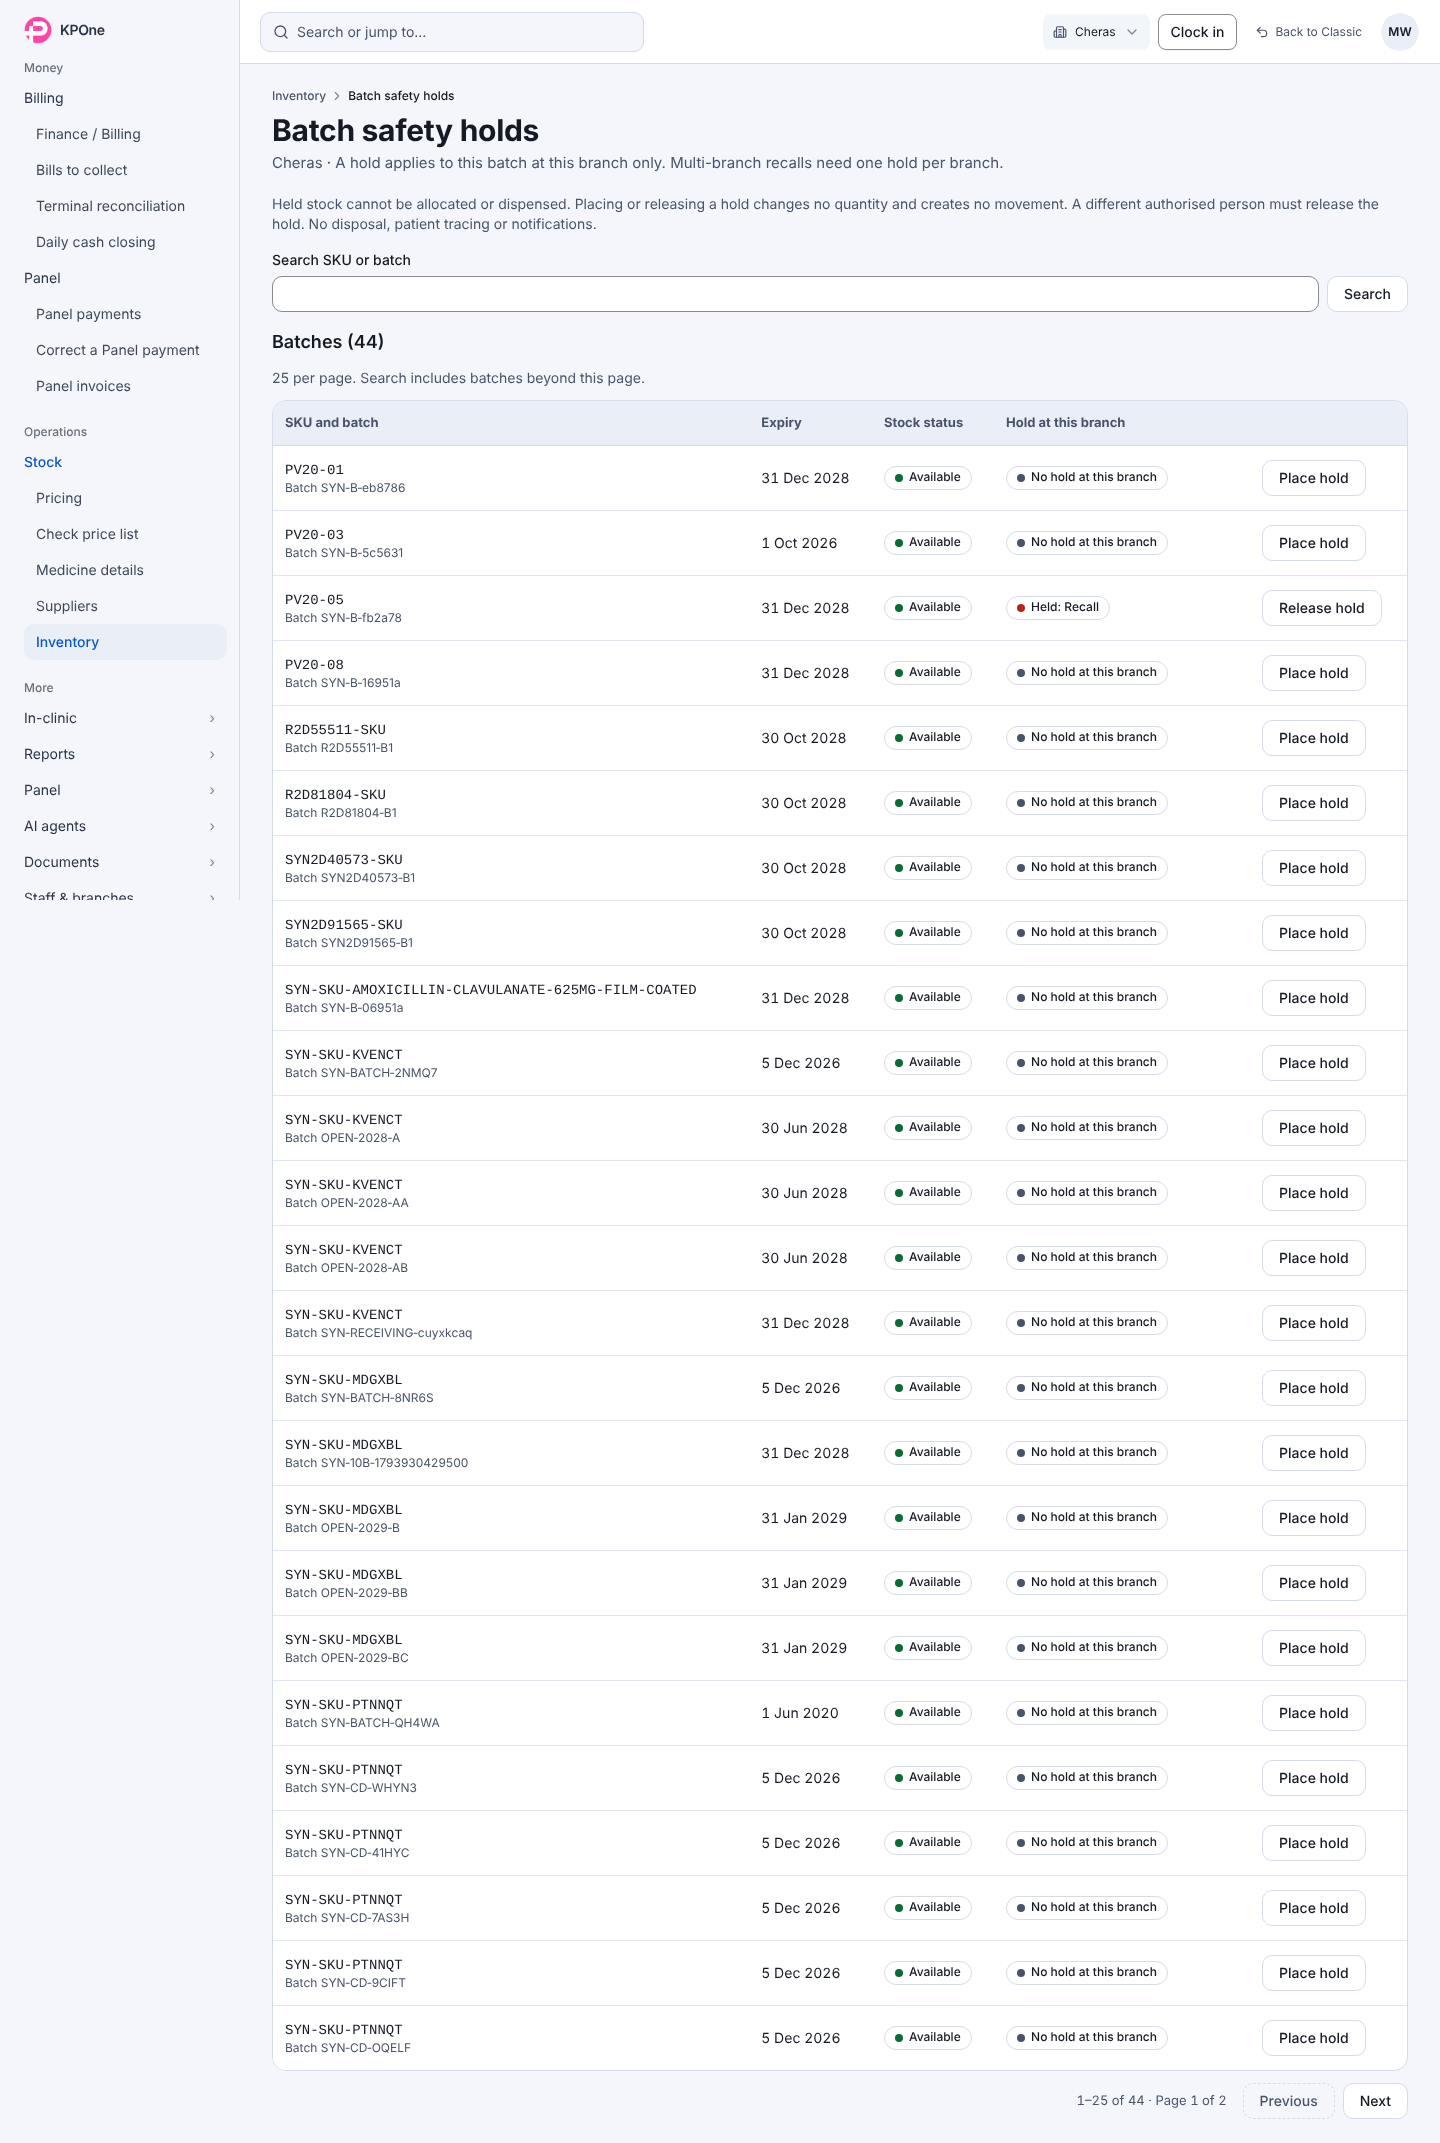 KPOne
Money
Billing
Finance / Billing
Bills to collect
Terminal reconciliation
Daily cash closing
Panel
Panel payments
Correct a Panel payment
Panel invoices
Operations
Stock
Pricing
Check price list
Medicine details
Suppliers
Inventory
More
In-clinic
Reports
Panel
AI agents
Documents
Staff & branches
Search or jump to...
Cheras
Clock in
Back to Classic
MW
Inventory > Batch safety holds
Batch safety holds
Cheras · A hold applies to this batch at this branch only. Multi-branch recalls need one hold per branch.
Held stock cannot be allocated or dispensed. Placing or releasing a hold changes no quantity and creates no movement. A different authorised person must release the
hold. No disposal, patient tracing or notifications.
Search SKU or batch
Search
Batches (44)
25 per page. Search includes batches beyond this page.
SKU and batch Expiry Stock status Hold at this branch
PV20-01
Batch SYN-B-eb8786
31 Dec 2028 Available No hold at this branch Place hold
PV20-03
Batch SYN-B-5c5631
1 Oct 2026 Available No hold at this branch Place hold
PV20-05
Batch SYN-B-fb2a78
31 Dec 2028 Available Held: Recall Release hold
PV20-08
Batch SYN-B-16951a
31 Dec 2028 Available No hold at this branch Place hold
R2D55511-SKU
Batch R2D55511-B1
30 Oct 2028 Available No hold at this branch Place hold
R2D81804-SKU
Batch R2D81804-B1
30 Oct 2028 Available No hold at this branch Place hold
SYN2D40573-SKU
Batch SYN2D40573-B1
30 Oct 2028 Available No hold at this branch Place hold
SYN2D91565-SKU
Batch SYN2D91565-B1
30 Oct 2028 Available No hold at this branch Place hold
SYN-SKU-AMOXICILLIN-CLAVULANATE-625MG-FILM-COATED
Batch SYN-B-06951a
31 Dec 2028 Available No hold at this branch Place hold
SYN-SKU-KVENCT
Batch SYN-BATCH-2NMQ7
5 Dec 2026 Available No hold at this branch Place hold
SYN-SKU-KVENCT
Batch OPEN-2028-A
30 Jun 2028 Available No hold at this branch Place hold
SYN-SKU-KVENCT
Batch OPEN-2028-AA
30 Jun 2028 Available No hold at this branch Place hold
SYN-SKU-KVENCT
Batch OPEN-2028-AB
30 Jun 2028 Available No hold at this branch Place hold
SYN-SKU-KVENCT
Batch SYN-RECEIVING-cuyxkcaq
31 Dec 2028 Available No hold at this branch Place hold
SYN-SKU-MDGXBL
Batch SYN-BATCH-8NR6S
5 Dec 2026 Available No hold at this branch Place hold
SYN-SKU-MDGXBL
Batch SYN-10B-1793930429500
31 Dec 2028 Available No hold at this branch Place hold
SYN-SKU-MDGXBL
Batch OPEN-2029-B
31 Jan 2029 Available No hold at this branch Place hold
SYN-SKU-MDGXBL
Batch OPEN-2029-BB
31 Jan 2029 Available No hold at this branch Place hold
SYN-SKU-MDGXBL
Batch OPEN-2029-BC
31 Jan 2029 Available No hold at this branch Place hold
SYN-SKU-PTNNQT
Batch SYN-BATCH-QH4WA
1 Jun 2020 Available No hold at this branch Place hold
SYN-SKU-PTNNQT
Batch SYN-CD-WHYN3
5 Dec 2026 Available No hold at this branch Place hold
SYN-SKU-PTNNQT
Batch SYN-CD-41HYC
5 Dec 2026 Available No hold at this branch Place hold
SYN-SKU-PTNNQT
Batch SYN-CD-7AS3H
5 Dec 2026 Available No hold at this branch Place hold
SYN-SKU-PTNNQT
Batch SYN-CD-9CIFT
5 Dec 2026 Available No hold at this branch Place hold
SYN-SKU-PTNNQT
Batch SYN-CD-OQELF
5 Dec 2026 Available No hold at this branch Place hold
1–25 of 44 · Page 1 of 2 Previous Next